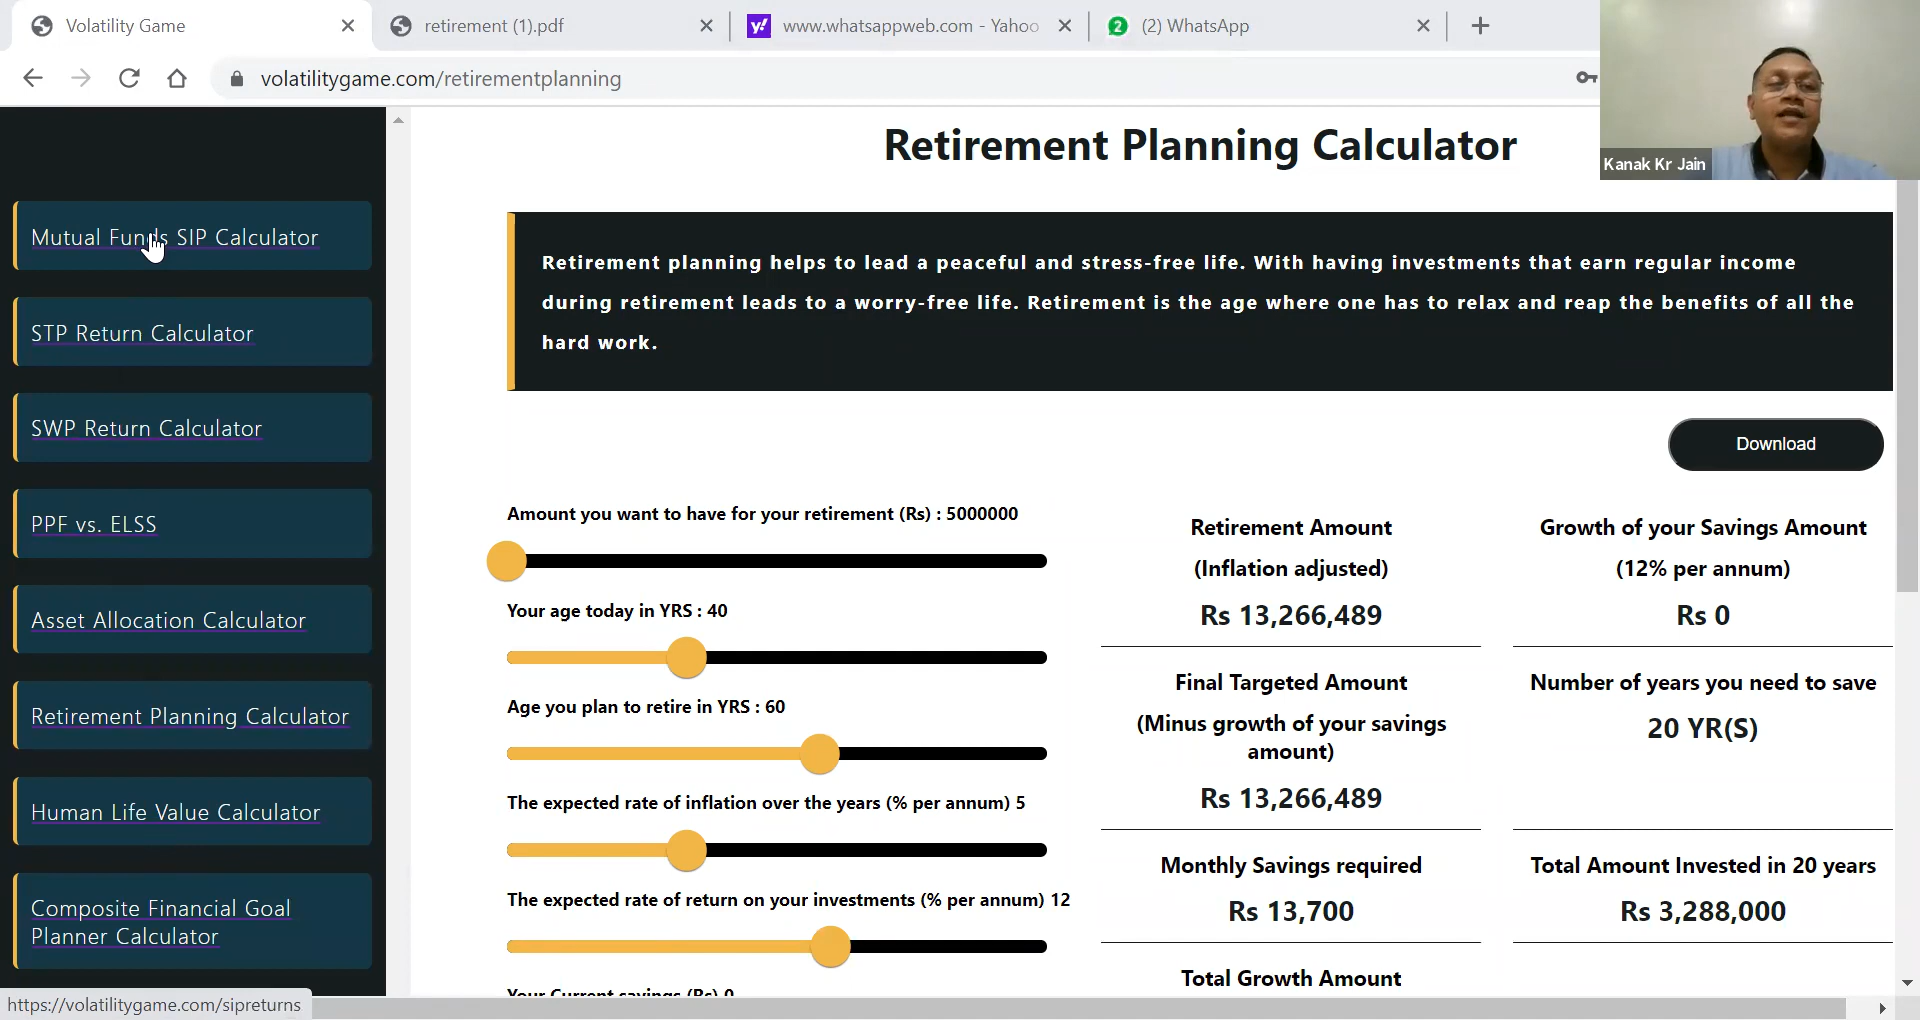 Volatility Game
retirement (1).pdf
www.whatsappweb.com - Yahoo
2
(2) WhatsApp
volatilitygame.com/retirementplanning
Kanak Kr Jain
Mutual Funds SIP Calculator
STP Return Calculator
SWP Return Calculator
PPF vs. ELSS
Asset Allocation Calculator
Retirement Planning Calculator
Human Life Value Calculator
Composite Financial Goal
Planner Calculator
https://volatilitygame.com/sipreturns
Retirement Planning Calculator
Retirement planning helps to lead a peaceful and stress-free life. With having investments that earn regular income
during retirement leads to a worry-free life. Retirement is the age where one has to relax and reap the benefits of all the
hard work.
Download
Amount you want to have for your retirement (Rs) : 5000000
Your age today in YRS : 40
Age you plan to retire in YRS : 60
The expected rate of inflation over the years (% per annum) 5
The expected rate of return on your investments (% per annum) 12
Your Current savings (Rs) 0
Retirement Amount
(Inflation adjusted)
Rs 13,266,489
Final Targeted Amount
(Minus growth of your savings
amount)
Rs 13,266,489
Monthly Savings required
Rs 13,700
Total Growth Amount
Growth of your Savings Amount
(12% per annum)
Rs 0
Number of years you need to save
20 YR(S)
Total Amount Invested in 20 years
Rs 3,288,000